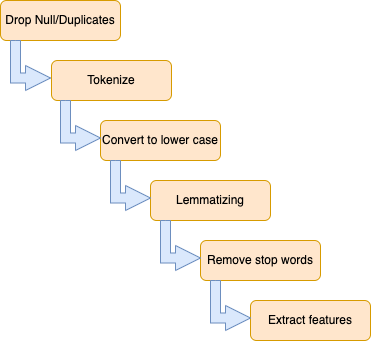 Drop Null/Duplicates
Tokenize
Convert to lower case
Lemmatizing
Remove stop words
Extract features